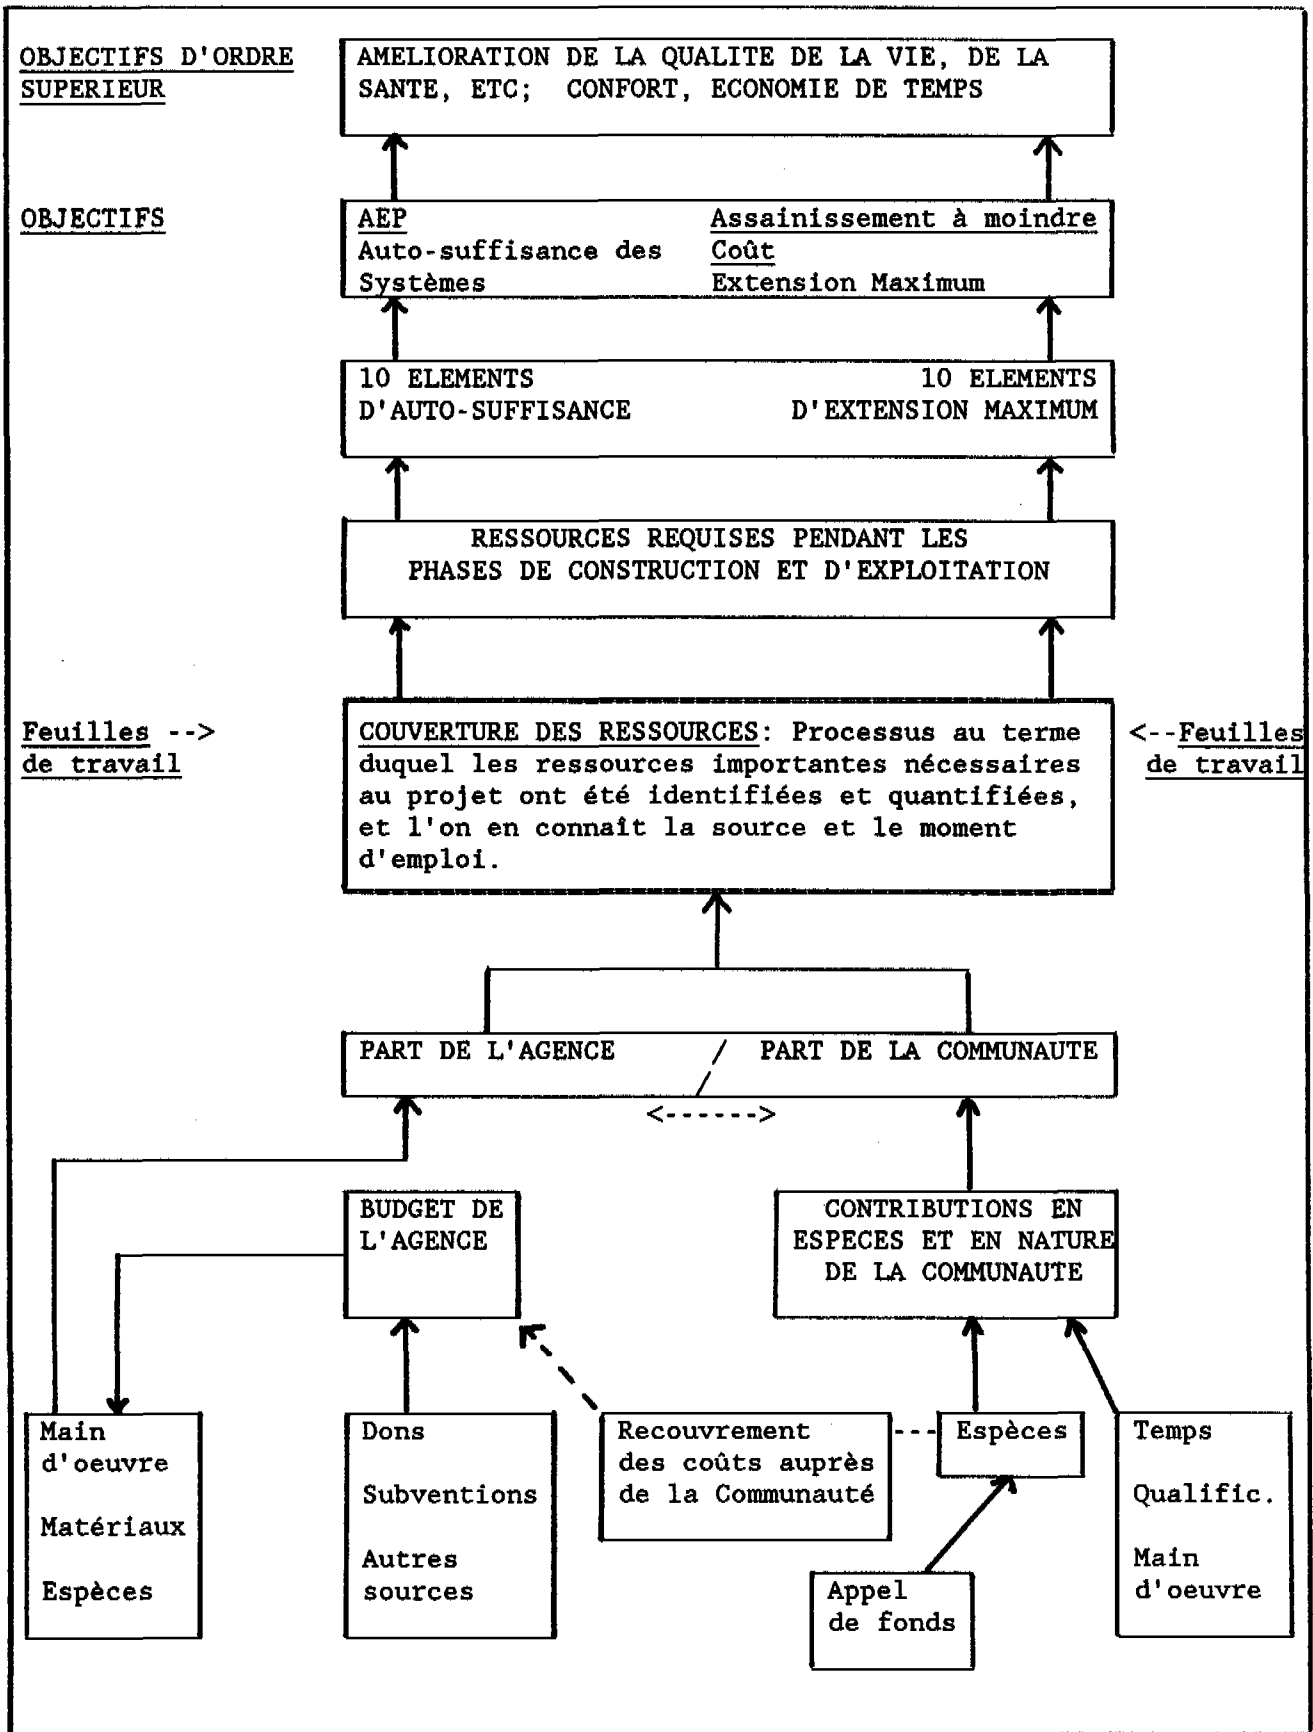 OBJECTIFS D'ORDRE
SUPERIEUR
AMELIORATION DE LA QUALITE DE LA VIE, DE LA
SANTE, ETC; CONFORT, ECONOMIE DE TEMPS
OBJECTIFS
AEP
Auto-suffisance des
Systèmes
Assainissement à moindre
Coût
Extension Maximum
10 ELEMENTS
D'AUTO-SUFFISANCE
10 ELEMENTS
D'EXTENSION MAXIMUM
RESSOURCES REQUISES PENDANT LES
PHASES DE CONSTRUCTION ET D'EXPLOITATION
Feuilles -->
de travail
COUVERTURE DES RESSOURCES: Processus au terme
duquel les ressources importantes nécessaires
au projet ont été identifiées et quantifiées,
et l'on en connaît la source et le moment
d'emploi.
<--Feuilles
de travail
PART DE L'AGENCE / PART DE LA COMMUNAUTE
<------>
BUDGET DE
L'AGENCE
CONTRIBUTIONS EN
ESPECES ET EN NATURE
DE LA COMMUNAUTE
Main
d'oeuvre
Matériaux
Espèces
Dons
Subventions
Autres
sources
Recouvrement
des coûts auprès
de la Communauté
Espèces
Appel
de fonds
Temps
Qualific.
Main
d'oeuvre